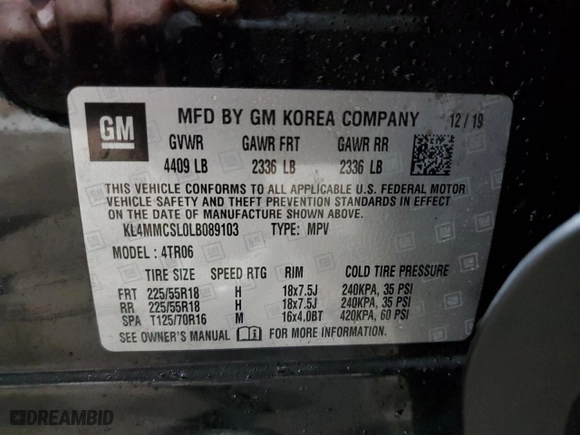 GM
MFD BY GM KOREA COMPANY 12/19
GVWR GAWR FRT GAWR RR
4409 LB 2336 LB 2336 LB
THIS VEHICLE CONFORMS TO ALL APPLICABLE U.S. FEDERAL MOTOR
VEHICLE SAFETY AND THEFT PREVENTION STANDARDS IN EFFECT
ON THE DATE OF MANUFACTURE SHOWN ABOVE.
KL4MMCSL0LB089103 TYPE: MPV
MODEL: 4TR06
TIRE SIZE SPEED RTG RIM COLD TIRE PRESSURE
FRT 225/55R18 H 18x7.5J 240KPA, 35 PSI
RR 225/55R18 H 18x7.5J 240KPA, 35 PSI
SPA T125/70R16 M 16x4.0BT 420KPA, 60 PSI
SEE OWNER'S MANUAL FOR MORE INFORMATION.
DREAMBID